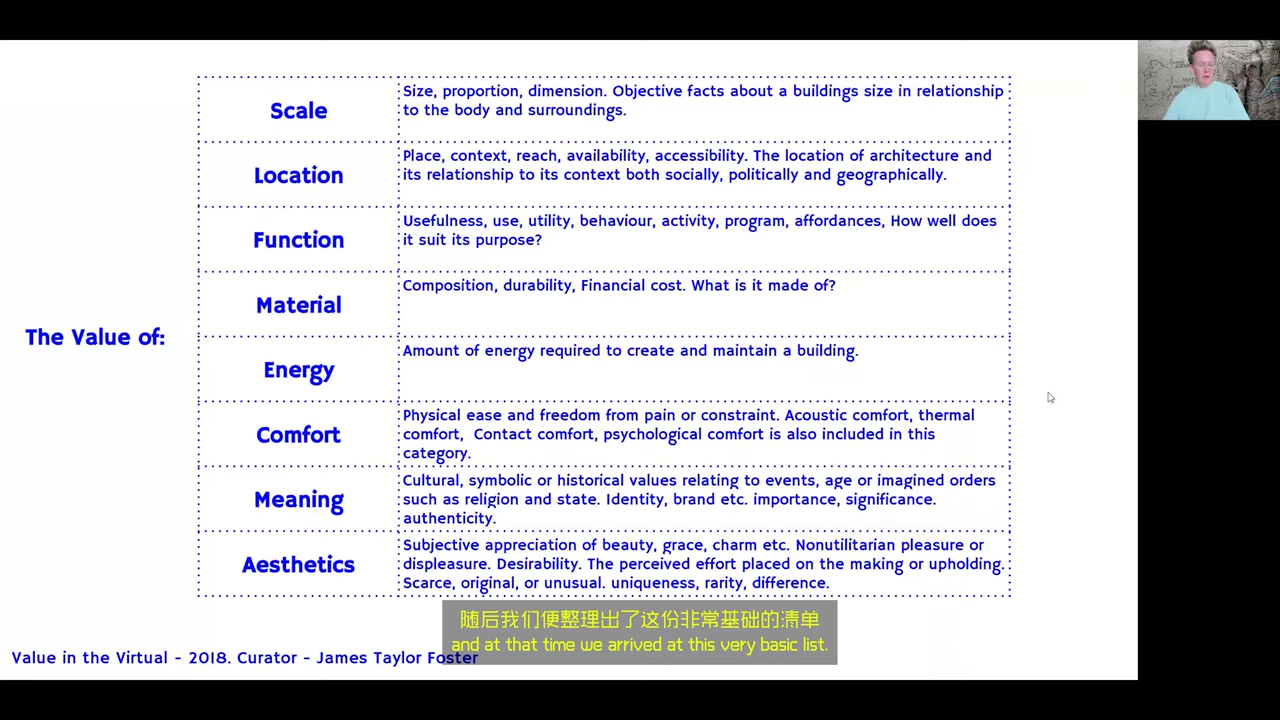 Scale
Size, proportion, dimension. Objective facts about a buildings size in relationship
to the body and surroundings.
Location
Place, context, reach, availability, accessibility. The location of architecture and
its relationship to its context both socially, politically and geographically.
Function
Usefulness, use, utility, behaviour, activity, program, affordances, How well does
it suit its purpose?
Material
Composition, durability, Financial cost. What is it made of?
The Value of:
Energy
Amount of energy required to create and maintain a building.
Comfort
Physical ease and freedom from pain or constraint. Acoustic comfort, thermal
comfort,  Contact comfort, psychological comfort is also included in this
category.
Meaning
Cultural, symbolic or historical values relating to events, age or imagined orders
such as religion and state. Identity, brand etc. importance, significance.
authenticity.
Aesthetics
Subjective appreciation of beauty, grace, charm etc. Nonutilitarian pleasure or
displeasure. Desirability. The perceived effort placed on the making or upholding.
Scarce, original, or unusual. uniqueness, rarity, difference.
随后我们便整理出了这份非常基础的清单
and at that time we arrived at this very basic list.
Value in the Virtual - 2018. Curator - James Taylor Foster